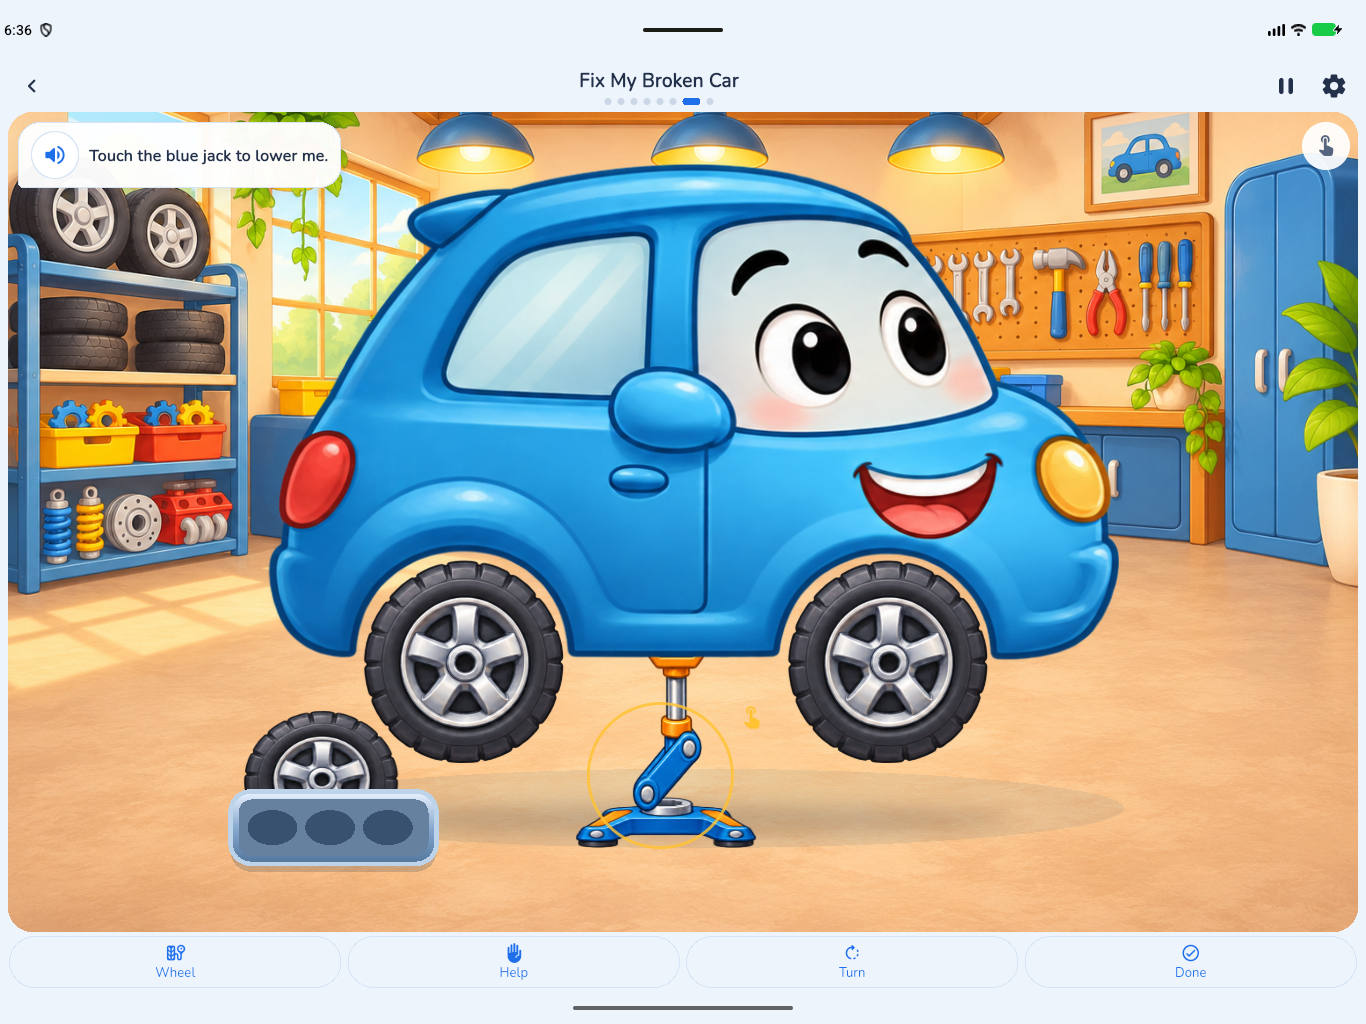 6:36
Fix My Broken Car
Touch the blue jack to lower me.
Wheel
Help
Turn
Done